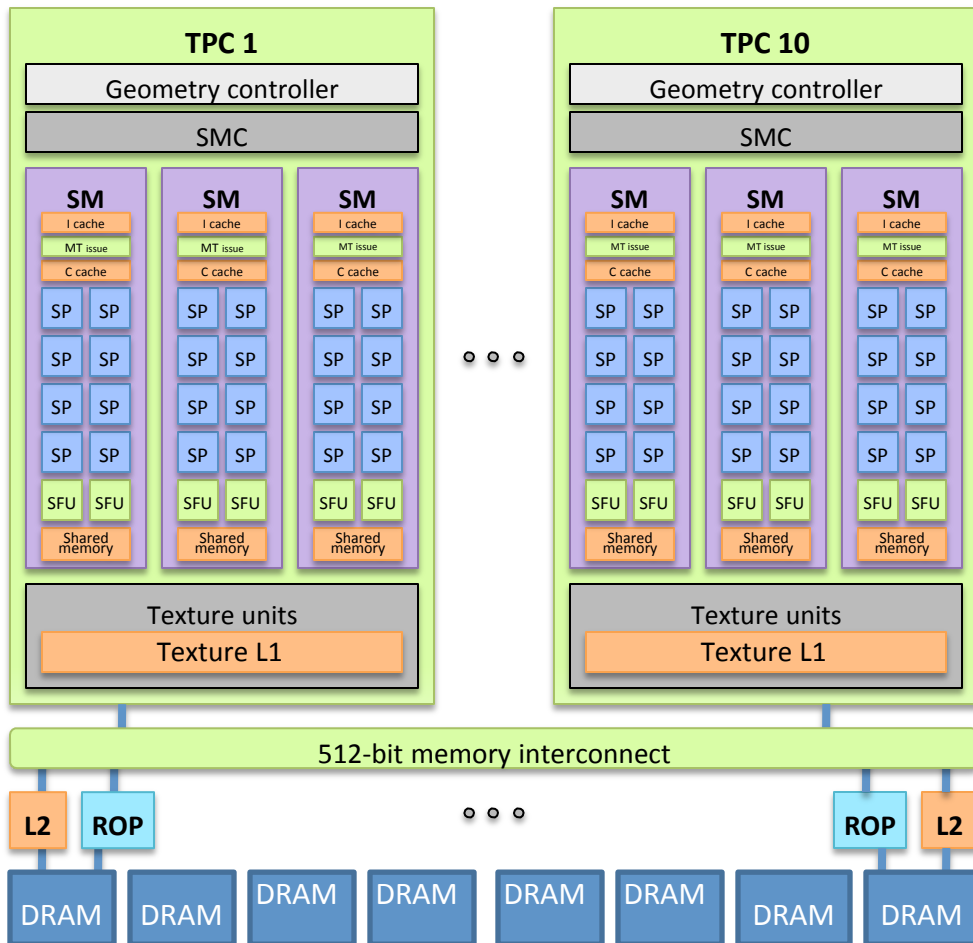 TPC 1
Geometry controller
SMC
SM SM SM
I cache I cache I cache
MT issue MT issue MT issue
C cache C cache C cache
SP SP SP SP SP SP
SP SP SP SP SP SP
SP SP SP SP SP SP
SP SP SP SP SP SP
SFU SFU SFU SFU SFU SFU
Shared Shared Shared
memory memory memory
Texture units
Texture L1
TPC 10
Geometry controller
SMC
SM SM SM
I cache I cache I cache
MT issue MT issue MT issue
C cache C cache C cache
SP SP SP SP SP SP
SP SP SP SP SP SP
SP SP SP SP SP SP
SP SP SP SP SP SP
SFU SFU SFU SFU SFU SFU
Shared Shared Shared
memory memory memory
Texture units
Texture L1
512-bit memory interconnect
L2 ROP ROP L2
DRAM DRAM DRAM DRAM DRAM DRAM DRAM DRAM